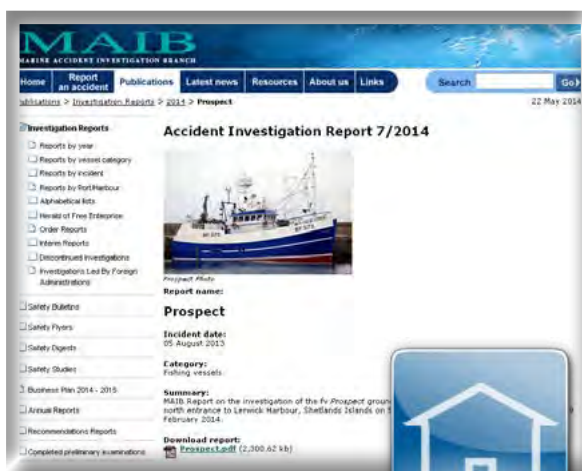 MAIB
MARINE ACCIDENT INVESTIGATION BRANCH
Home Report an accident Publications Latest news Resources About us Links Search Go
> Investigation Reports > 2014 > Prospect 22 May 2014
Investigation Reports
Reports by year
Reports by vessel category
Reports by incident
Reports by Port/Harbour
Alphabetical lists
Herald of Free Enterprise
Order Reports
Interim Reports
Discontinued Investigations
Investigations Led By Foreign
Administrations
Safety Bulletins
Safety Flyers
Safety Digests
Safety Studies
Business Plan 2014 - 2015
Annual Reports
Recommendations Reports
Completed preliminary examinations
Accident Investigation Report 7/2014
Prospect Photo
Report name:
Prospect
Incident date:
05 August 2013
Category:
Fishing vessels
Summary:
MAIB Report on the investigation of the fv Prospect
north entrance to Lerwick Harbour, Shetlands Islands on
February 2014.
Download report:
Prospect.pdf (2,300.62 kb)